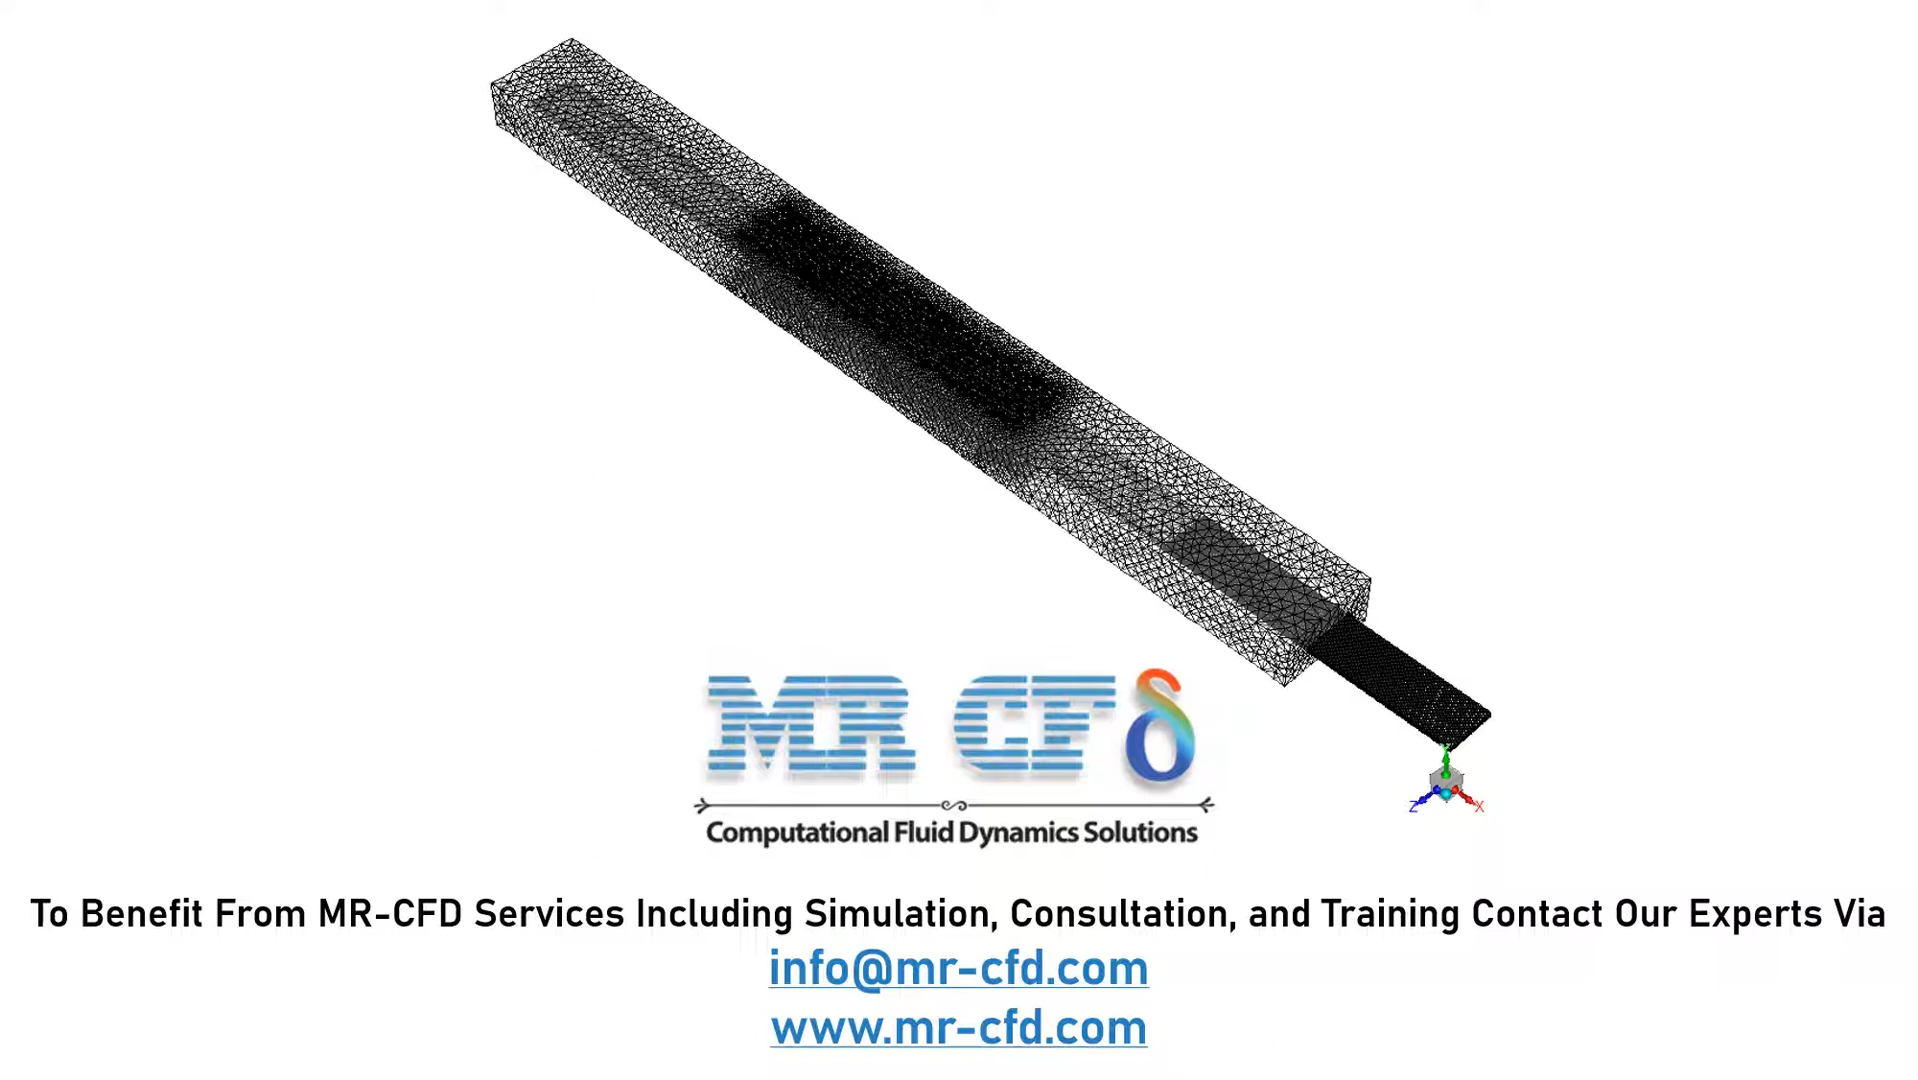 MR CFδ
Computational Fluid Dynamics Solutions
Y
Z X
To Benefit From MR-CFD Services Including Simulation, Consultation, and Training Contact Our Experts Via
info@mr-cfd.com
www.mr-cfd.com